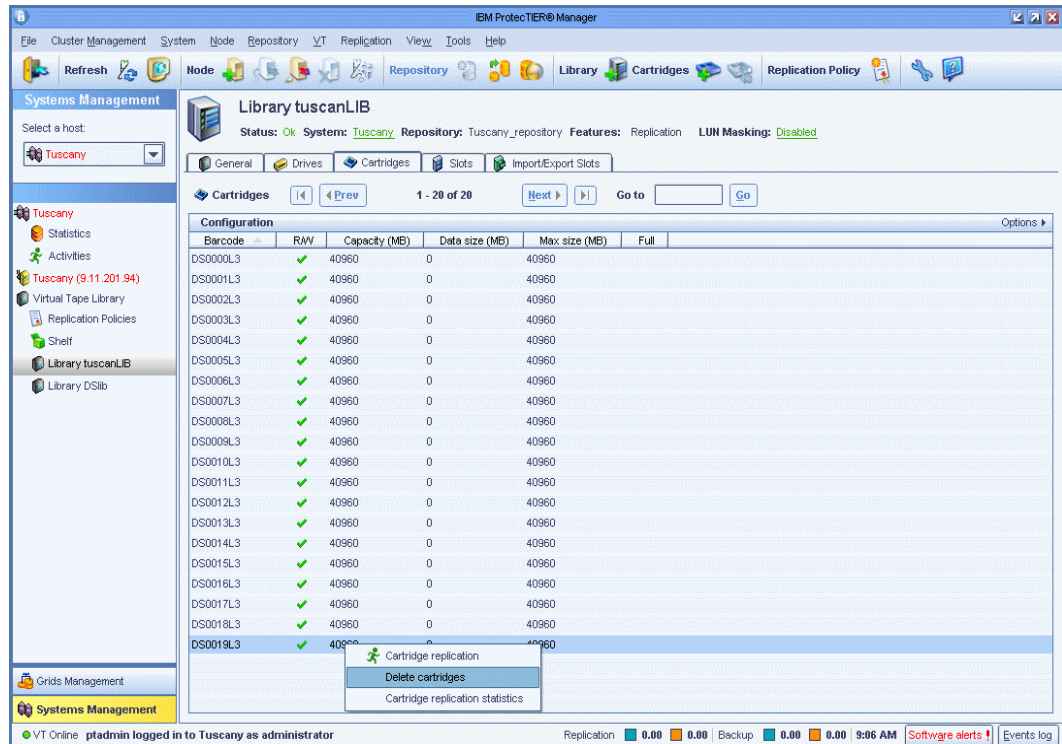 IBM ProtecTIER® Manager
File Cluster Management System Node Repository VT Replication View Tools Help
Refresh Node Repository Library Cartridges Replication Policy
Systems Management
Select a host:
Tuscany
Tuscany
Statistics
Activities
Tuscany (9.11.201.94)
Virtual Tape Library
Replication Policies
Shelf
Library tuscanLIB
Library DSlib
Grids Management
Systems Management
Library tuscanLIB
Status: Ok System: Tuscany Repository: Tuscany_repository Features: Replication LUN Masking: Disabled
General Drives Cartridges Slots Import/Export Slots
Cartridges Prev 1 - 20 of 20 Next Go to Go
Configuration Options
Barcode R/W Capacity (MB) Data size (MB) Max size (MB) Full
DS0000L3 40960 0 40960
DS0001L3 40960 0 40960
DS0002L3 40960 0 40960
DS0003L3 40960 0 40960
DS0004L3 40960 0 40960
DS0005L3 40960 0 40960
DS0006L3 40960 0 40960
DS0007L3 40960 0 40960
DS0008L3 40960 0 40960
DS0009L3 40960 0 40960
DS0010L3 40960 0 40960
DS0011L3 40960 0 40960
DS0012L3 40960 0 40960
DS0013L3 40960 0 40960
DS0014L3 40960 0 40960
DS0015L3 40960 0 40960
DS0016L3 40960 0 40960
DS0017L3 40960 0 40960
DS0018L3 40960 0 40960
DS0019L3 40960 0 40960
Cartridge replication
Delete cartridges
Cartridge replication statistics
VT Online ptadmin logged in to Tuscany as administrator Replication 0.00 0.00 Backup 0.00 0.00 9:06 AM Software alerts ! Events log